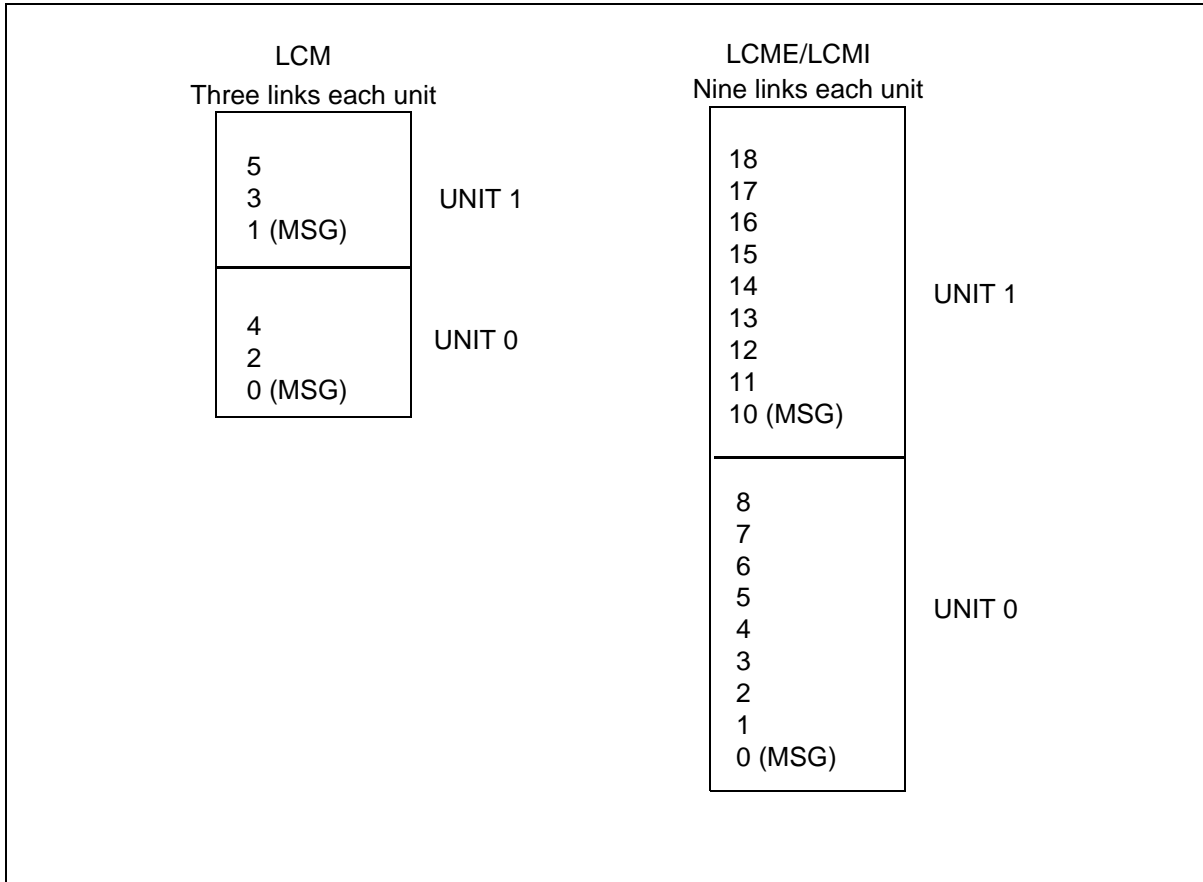 LCM
Three links each unit
5
3
1 (MSG)
UNIT 1
4
2
0 (MSG)
UNIT 0
LCME/LCMI
Nine links each unit
18
17
16
15
14
13
12
11
10 (MSG)
UNIT 1
8
7
6
5
4
3
2
1
0 (MSG)
UNIT 0